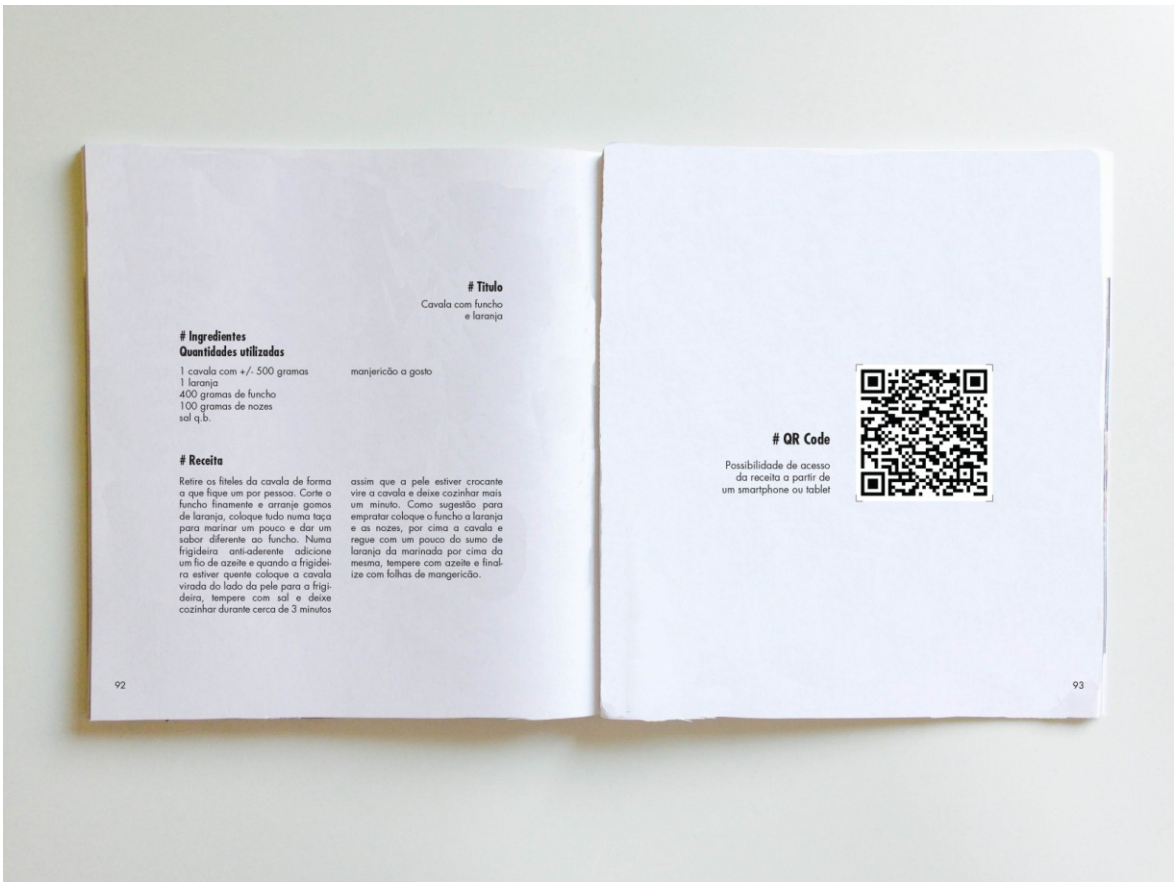 # Título
Cavala com funcho
e laranja
# Ingredientes
Quantidades utilizadas
1 cavala com +/- 500 gramas
1 laranja
400 gramas de funcho
100 gramas de nozes
sal q.b.
manjericão a gosto
# Receita
Retire os fiteles da cavala de forma
a que fique um por pessoa. Corte o
funcho finamente e arranje gomos
de laranja, coloque tudo numa taça
para marinar um pouco e dar um
sabor diferente ao funcho. Numa
frigideira anti-aderente adicione
um fio de azeite e quando a frigidei-
ra estiver quente coloque a cavala
virada do lado da pele para a frigi-
deira, tempere com sal e deixe
cozinhar durante cerca de 3 minutos
assim que a pele estiver crocante
vire a cavala e deixe cozinhar mais
um minuto. Como sugestão para
empratar coloque o funcho a laranja
e as nozes, por cima a cavala e
regue com um pouco do sumo de
laranja da marinada por cima da
mesma, tempere com azeite e final-
ize com folhas de mangericão.
92
# QR Code
Possibilidade de acesso
da receita a partir de
um smartphone ou tablet
93